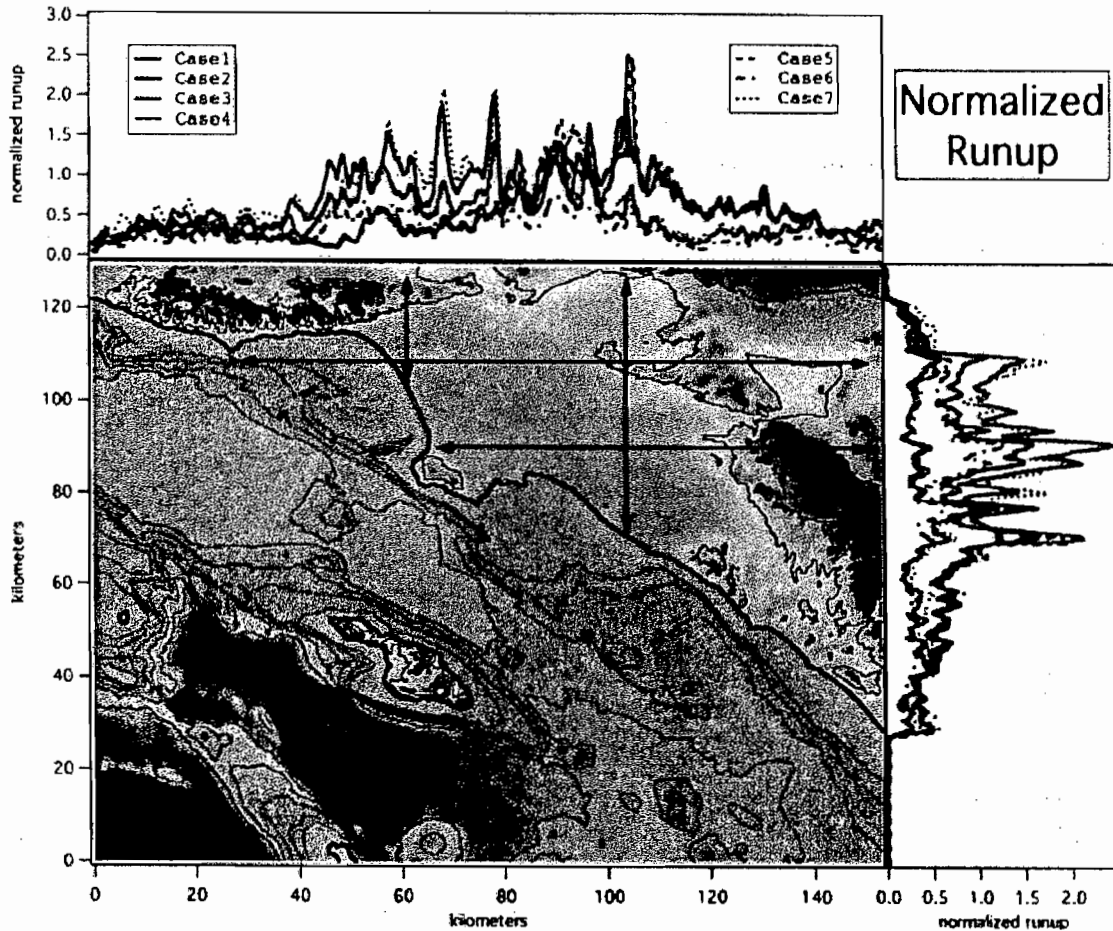 3.0
2.5
2.0
1.5
1.0
0.5
0.0
normalized runup
Case1
Case2
Case3
Case4
Case5
Case6
Case7
Normalized
Runup
120
100
80
60
40
20
0
kilometers
0 20 40 60 80 100 120 140
kilometers
0.0 0.5 1.0 1.5 2.0
normalized runup